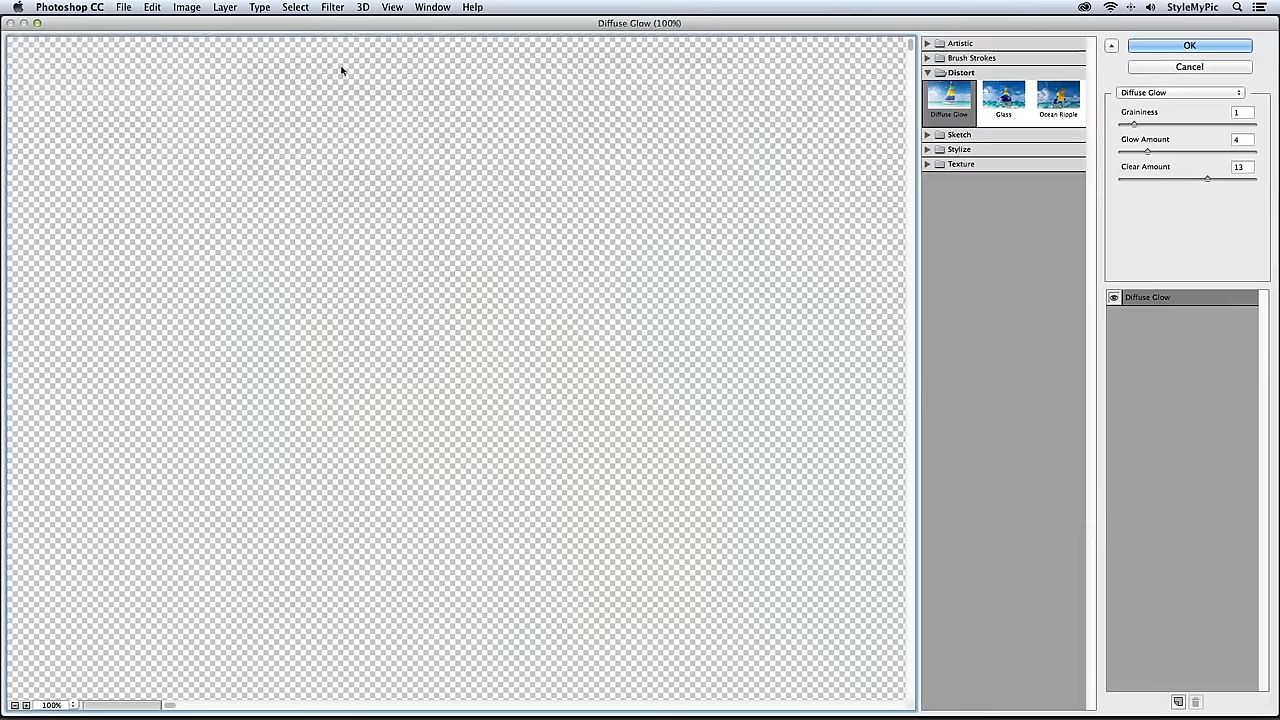 Photoshop CC File Edit Image Layer Type Select Filter 3D View Window Help StyleMyPic
Diffuse Glow (100%)
Artistic
Brush Strokes
Distort
Diffuse Glow Glass Ocean Ripple
Sketch
Stylize
Texture
OK
Cancel
Diffuse Glow
Graininess 1
Glow Amount 4
Clear Amount 13
Diffuse Glow
100%